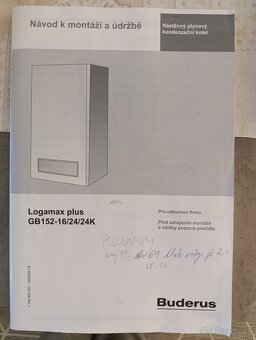 Návod k montáži a údržbě
Nástěnný plynový
kondenzační kotel
Logamax plus
GB152-16/24/24K
Pro odbornou firmu
Před zahájením montáže
a údržby pozorně pročtěte
POZNÁMKY
Buderus